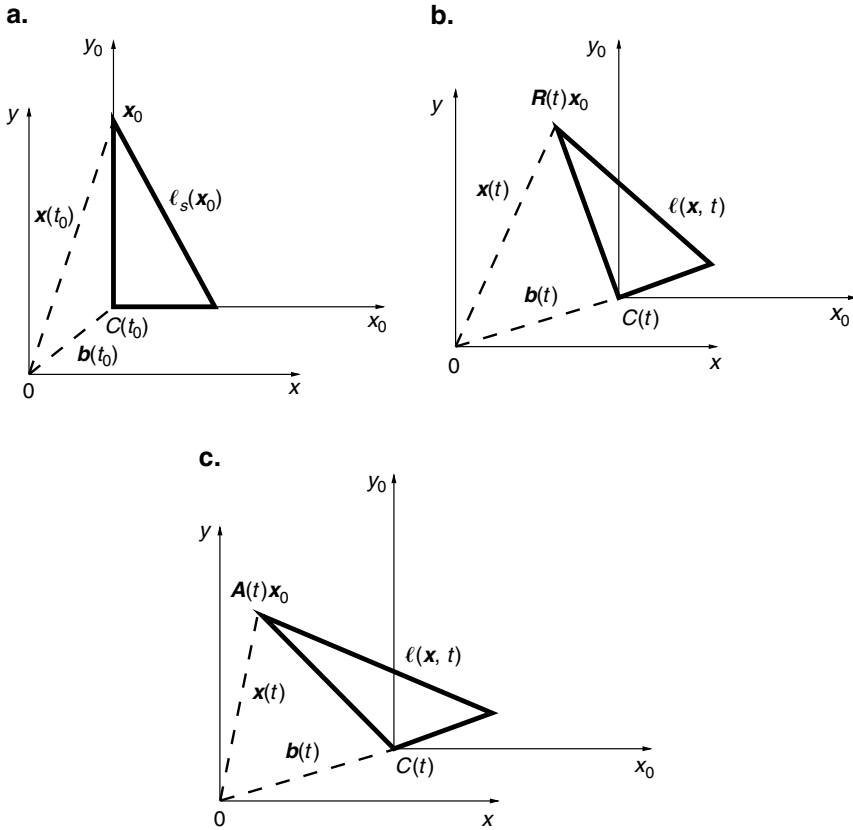 a.
y₀
y
x₀
ℓₛ(x₀)
x(t₀)
C(t₀)
x₀
b(t₀)
0
x
b.
y₀
y
R(t)x₀
x(t)
ℓ(x, t)
b(t)
C(t)
x₀
0
x
c.
y₀
y
A(t)x₀
ℓ(x, t)
x(t)
b(t)
C(t)
x₀
0
x